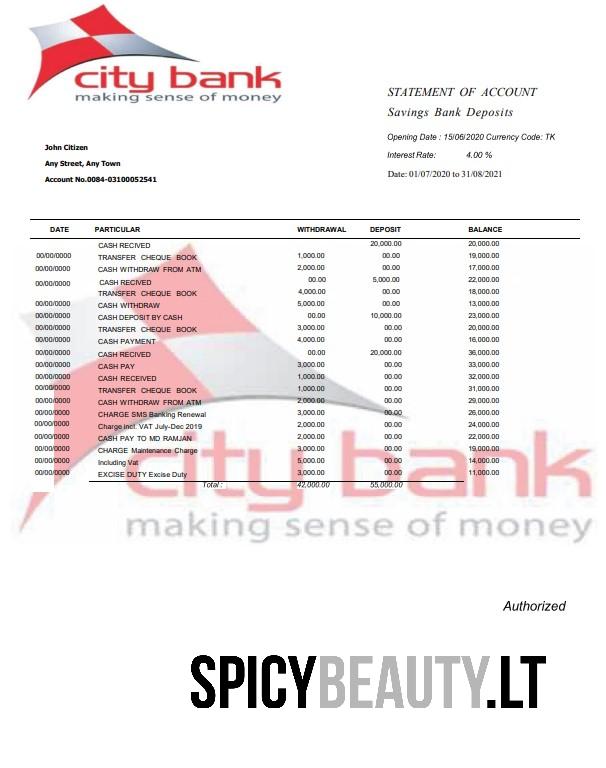 city bank
making sense of money
STATEMENT OF ACCOUNT
Savings Bank Deposits
Opening Date : 15/06/2020 Currency Code: TK
Interest Rate: 4.00 %
Date: 01/07/2020 to 31/08/2021
John Citizen
Any Street, Any Town
Account No.0084-03100052541
DATE PARTICULAR WITHDRAWAL DEPOSIT BALANCE
CASH RECIVED 20,000.00 20,000.00
00/00/0000 TRANSFER CHEQUE BOOK 1,000.00 00.00 19,000.00
00/00/0000 CASH WITHDRAW FROM ATM 2,000.00 00.00 17,000.00
00/00/0000 CASH RECIVED 00.00 5,000.00 22,000.00
TRANSFER CHEQUE BOOK 4,000.00 00.00 18,000.00
00/00/0000 CASH WITHDRAW 5,000.00 00.00 13,000.00
00/00/0000 CASH DEPOSIT BY CASH 00.00 10,000.00 23,000.00
00/00/0000 TRANSFER CHEQUE BOOK 3,000.00 00.00 20,000.00
00/00/0000 CASH PAYMENT 4,000.00 00.00 16,000.00
00/00/0000 CASH RECIVED 00.00 20,000.00 36,000.00
00/00/0000 CASH PAY 3,000.00 00.00 33,000.00
00/00/0000 CASH RECEIVED 1,000.00 00.00 32,000.00
00/00/0000 TRANSFER CHEQUE BOOK 1,000.00 00.00 31,000.00
00/00/0000 CASH WITHDRAW FROM ATM 2,000.00 00.00 29,000.00
00/00/0000 CHARGE SMS Banking Renewal 3,000.00 00.00 26,000.00
00/00/0000 Charge incl. VAT July-Dec 2019 2,000.00 00.00 24,000.00
00/00/0000 CASH PAY TO MD RAMJAN 2,000.00 00.00 22,000.00
00/00/0000 CHARGE Maintenance Charge 3,000.00 00.00 19,000.00
00/00/0000 Including Vat 5,000.00 00.00 14,000.00
00/00/0000 EXCISE DUTY Excise Duty 3,000.00 00.00 11,000.00
Total : 42,000.00 55,000.00
city bank
making sense of money
Authorized
SPICYBEAUTY.LT